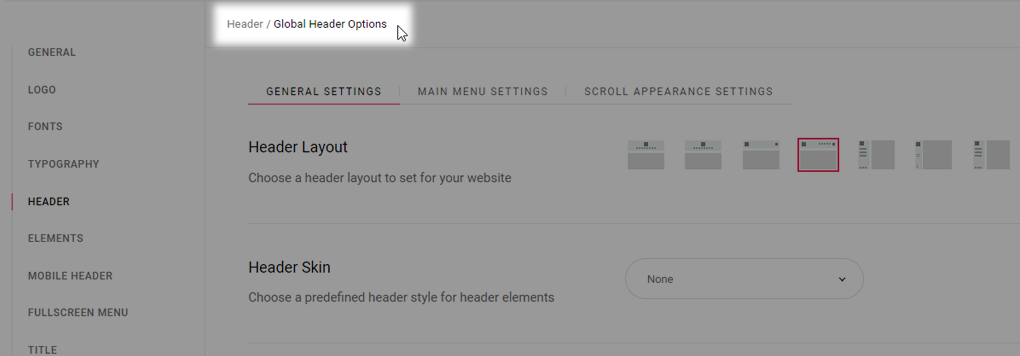 Header / Global Header Options
GENERAL
LOGO
FONTS
TYPOGRAPHY
HEADER
ELEMENTS
MOBILE HEADER
FULLSCREEN MENU
TITLE
GENERAL SETTINGS
MAIN MENU SETTINGS
SCROLL APPEARANCE SETTINGS
Header Layout
Choose a header layout to set for your website
Header Skin
Choose a predefined header style for header elements
None